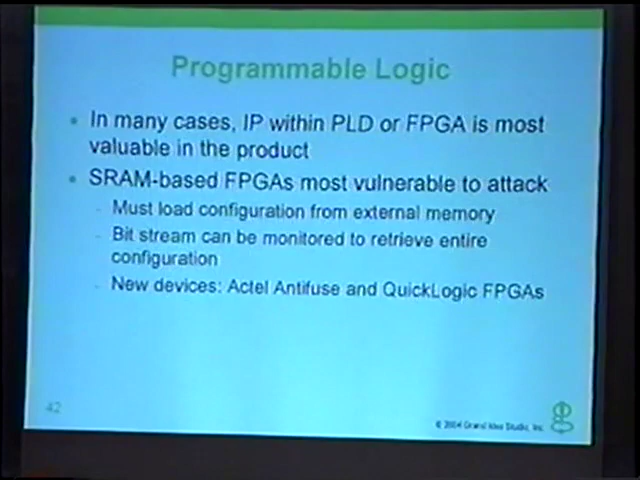 Programmable Logic
• In many cases, IP within PLD or FPGA is most
valuable in the product
• SRAM-based FPGAs most vulnerable to attack
- Must load configuration from external memory
- Bit stream can be monitored to retrieve entire
configuration
- New devices: Actel Antifuse and QuickLogic FPGAs
42
© 2004 Grand Idea Studio, Inc.